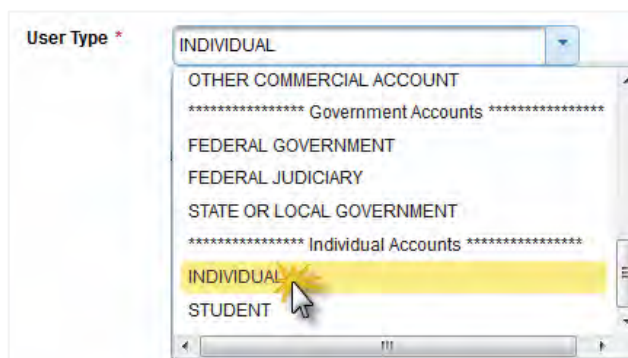 User Type *
INDIVIDUAL
OTHER COMMERCIAL ACCOUNT
**************** Government Accounts ****************
FEDERAL GOVERNMENT
FEDERAL JUDICIARY
STATE OR LOCAL GOVERNMENT
**************** Individual Accounts ****************
INDIVIDUAL
STUDENT